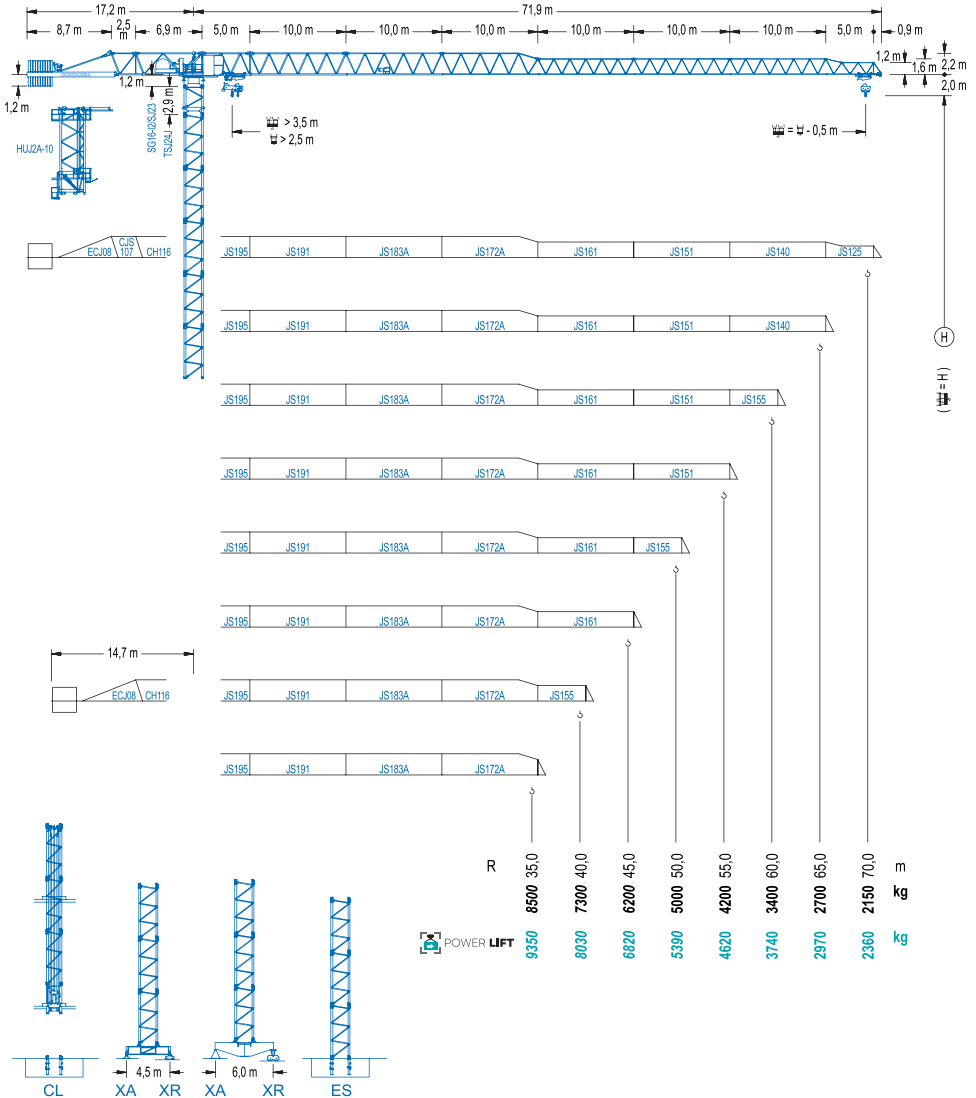 17,2 m
71,9 m
8,7 m
2,5
m
6,9 m
5,0 m
10,0 m
10,0 m
10,0 m
10,0 m
10,0 m
10,0 m
5,0 m
0,9 m
1,2 m
1,6 m
2,2 m
2,0 m
1,2 m
1,2 m
2,9 m
SG16-I2/SJ23
TSJ24J
HUJ2A-10
> 3,5 m
> 2,5 m
= - 0,5 m
H
( H = )
ECJ08
CJS
107
CH116
JS195 JS191 JS183A JS172A JS161 JS151 JS140 JS125
JS195 JS191 JS183A JS172A JS161 JS151 JS140
JS195 JS191 JS183A JS172A JS161 JS151 JS155
JS195 JS191 JS183A JS172A JS161 JS151
JS195 JS191 JS183A JS172A JS161 JS155
JS195 JS191 JS183A JS172A JS161
14,7 m
ECJ08 CH116
JS195 JS191 JS183A JS172A JS155
JS195 JS191 JS183A JS172A
R 35,0 40,0 45,0 50,0 55,0 60,0 65,0 70,0 m
8500 7300 6200 5000 4200 3400 2700 2150 kg
POWER LIFT 9350 8030 6820 5390 4620 3740 2970 2360 kg
4,5 m
6,0 m
CL XA XR XA XR ES